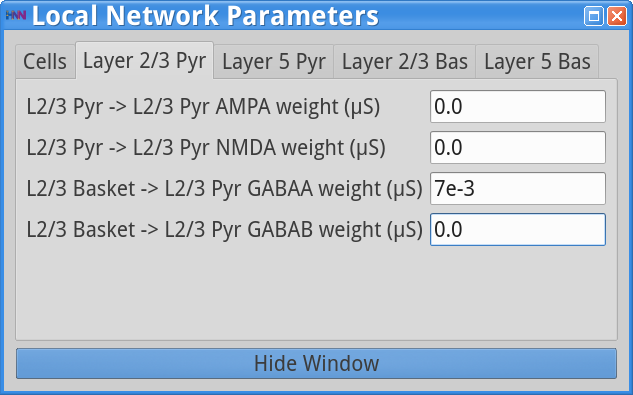 HNN Local Network Parameters
Cells Layer 2/3 Pyr Layer 5 Pyr Layer 2/3 Bas Layer 5 Bas
L2/3 Pyr -> L2/3 Pyr AMPA weight (µS) 0.0
L2/3 Pyr -> L2/3 Pyr NMDA weight (µS) 0.0
L2/3 Basket -> L2/3 Pyr GABAA weight (µS) 7e-3
L2/3 Basket -> L2/3 Pyr GABAB weight (µS) 0.0
Hide Window